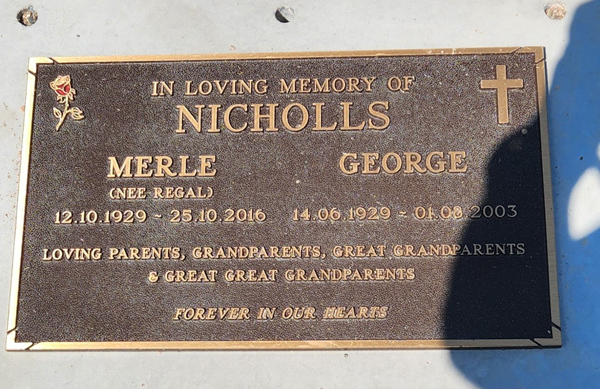 IN LOVING MEMORY OF
NICHOLLS
MERLE GEORGE
(NEE REGAL)
12.10.1929 ~ 25.10.2016 14.06.1929 ~ 01.08.2003
LOVING PARENTS, GRANDPARENTS, GREAT GRANDPARENTS
& GREAT GREAT GRANDPARENTS
FOREVER IN OUR HEARTS